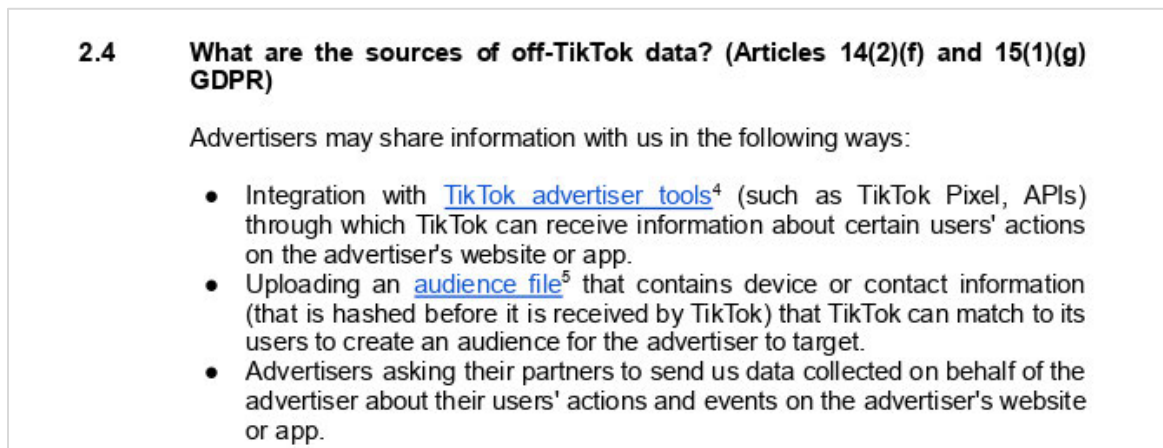 2.4 What are the sources of off-TikTok data? (Articles 14(2)(f) and 15(1)(g)
GDPR)
Advertisers may share information with us in the following ways:
● Integration with TikTok advertiser tools⁴ (such as TikTok Pixel, APIs)
through which TikTok can receive information about certain users' actions
on the advertiser's website or app.
● Uploading an audience file⁵ that contains device or contact information
(that is hashed before it is received by TikTok) that TikTok can match to its
users to create an audience for the advertiser to target.
● Advertisers asking their partners to send us data collected on behalf of the
advertiser about their users' actions and events on the advertiser's website
or app.